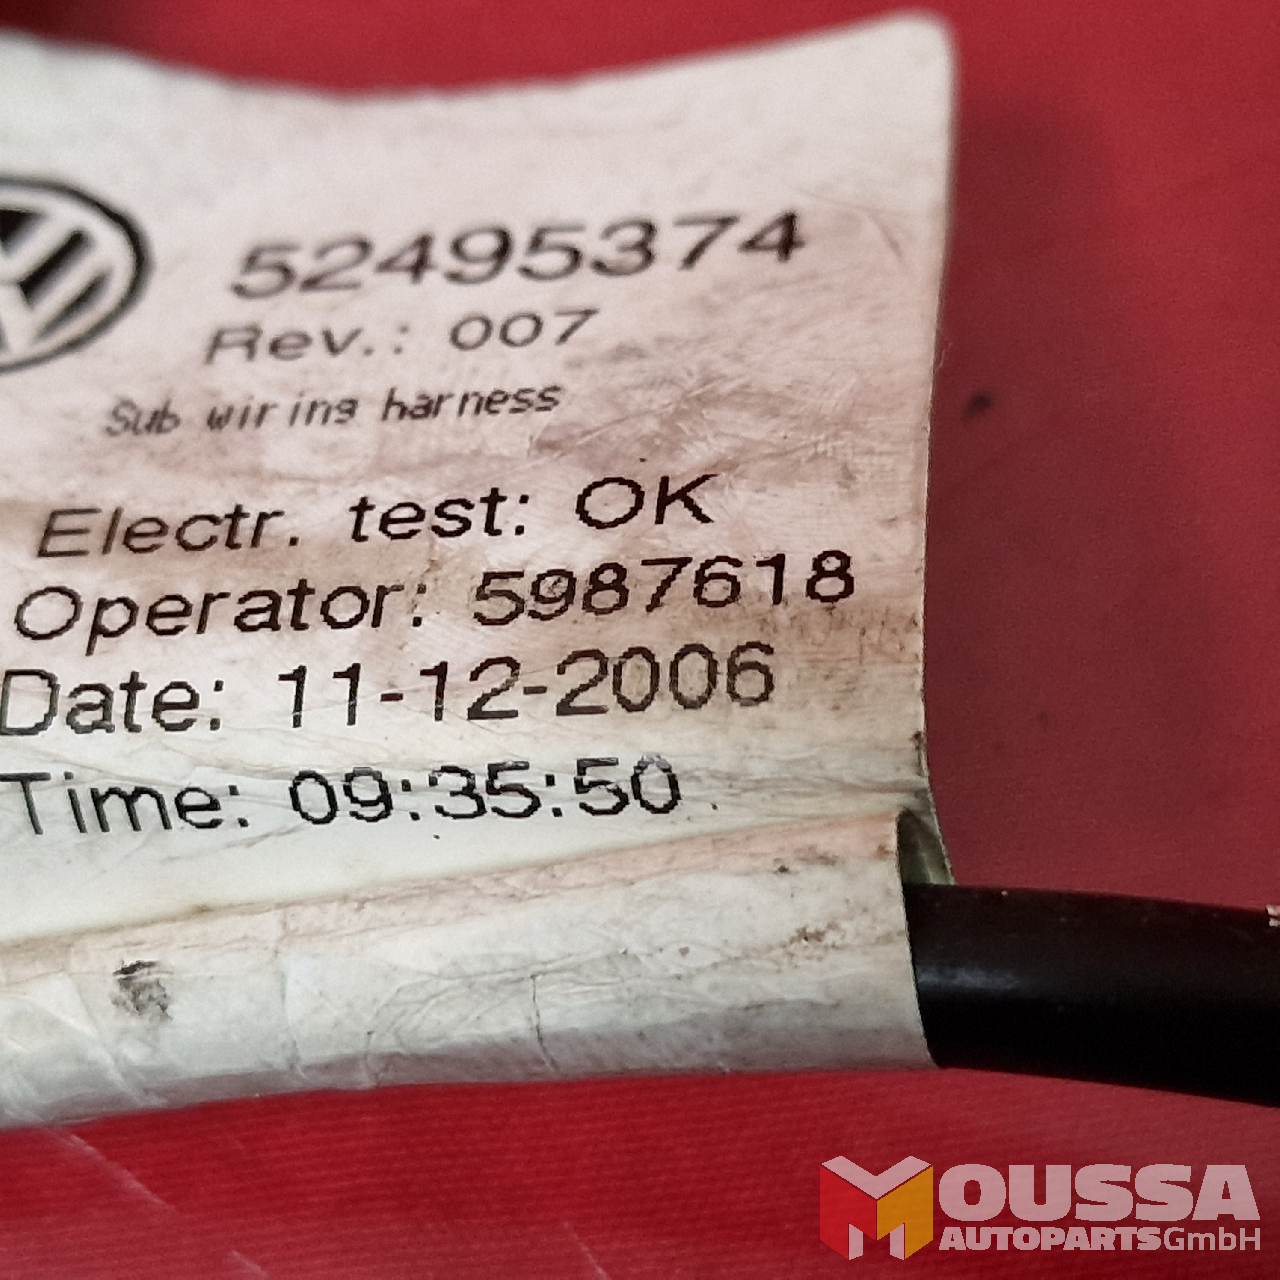 52495374
Rev.: 007
Sub wiring harness
Electr. test: OK
Operator: 5987618
Date: 11-12-2006
Time: 09:35:50
MOUSSA
AUTOPARTS GmbH